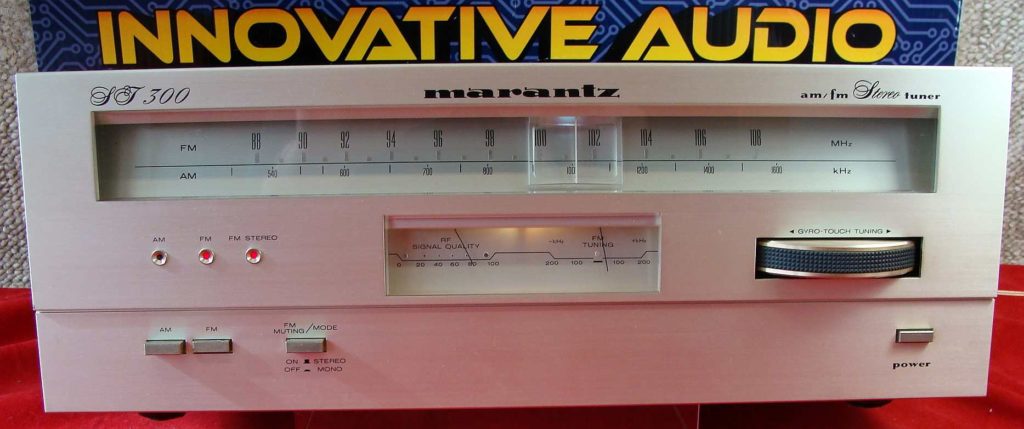 INNOVATIVE AUDIO
ST 300
marantz
am/fm Stereo tuner
FM 88 90 92 94 96 98 100 102 104 106 108 MHz
AM 540 600 700 800 100 1200 1400 1600 kHz
AM FM FM STEREO
RF
SIGNAL QUALITY
0 20 40 60 80 100
-kHz FM +kHz
TUNING
200 100 100 200
◄ GYRO-TOUCH TUNING ►
AM FM
FM
MUTING/MODE
ON STEREO
OFF MONO
power